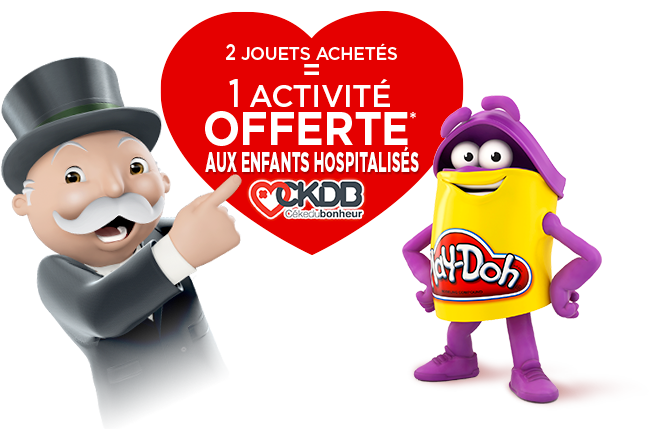 2 JOUETS ACHETÉS
=
1 ACTIVITÉ
OFFERTE*
AUX ENFANTS HOSPITALISÉS
CKDB
Cékedubonheur
Play-Doh